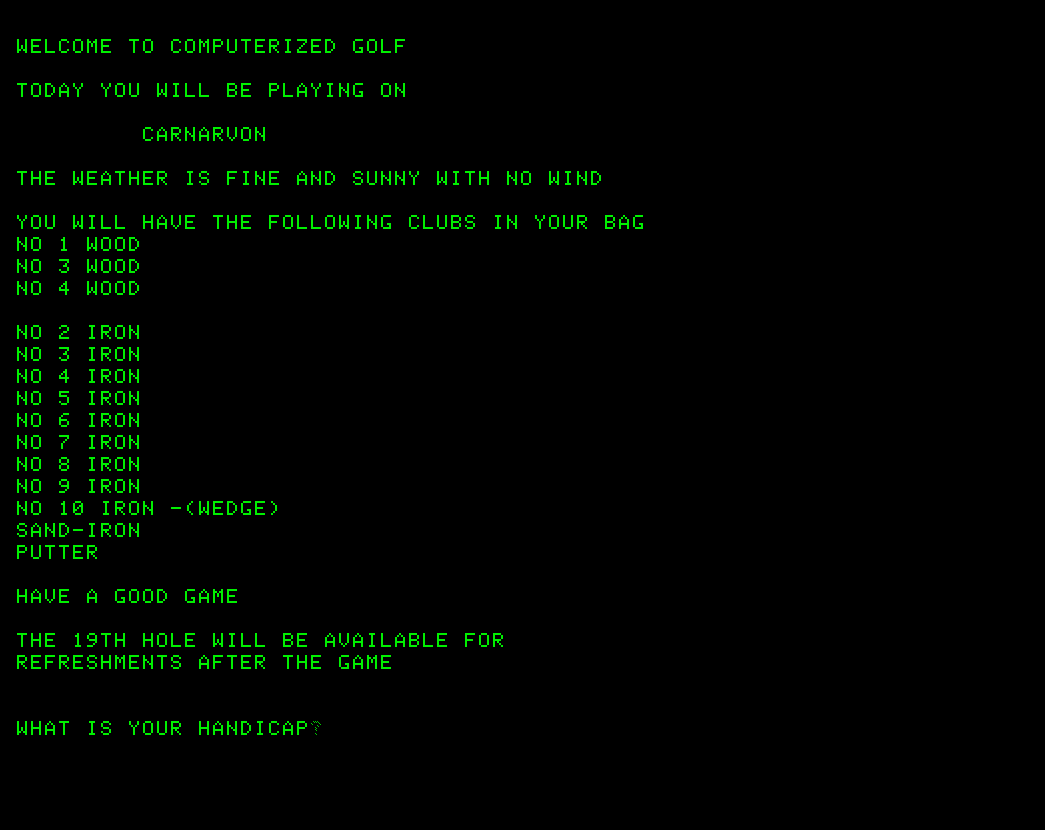 WELCOME TO COMPUTERIZED GOLF
TODAY YOU WILL BE PLAYING ON
CARNARVON
THE WEATHER IS FINE AND SUNNY WITH NO WIND
YOU WILL HAVE THE FOLLOWING CLUBS IN YOUR BAG
NO 1 WOOD
NO 3 WOOD
NO 4 WOOD
NO 2 IRON
NO 3 IRON
NO 4 IRON
NO 5 IRON
NO 6 IRON
NO 7 IRON
NO 8 IRON
NO 9 IRON
NO 10 IRON -(WEDGE)
SAND-IRON
PUTTER
HAVE A GOOD GAME
THE 19TH HOLE WILL BE AVAILABLE FOR
REFRESHMENTS AFTER THE GAME
WHAT IS YOUR HANDICAP?